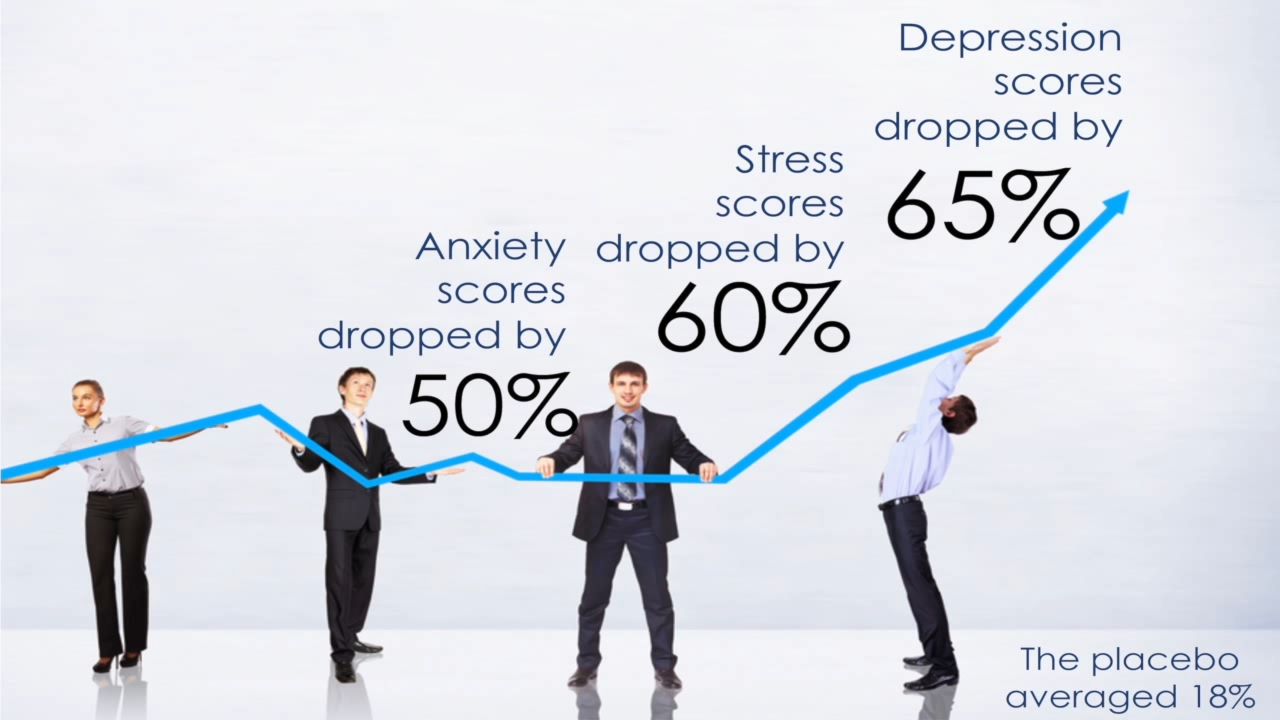 Anxiety
scores
dropped by
50%
Stress
scores
dropped by
60%
Depression
scores
dropped by
65%
The placebo
averaged 18%